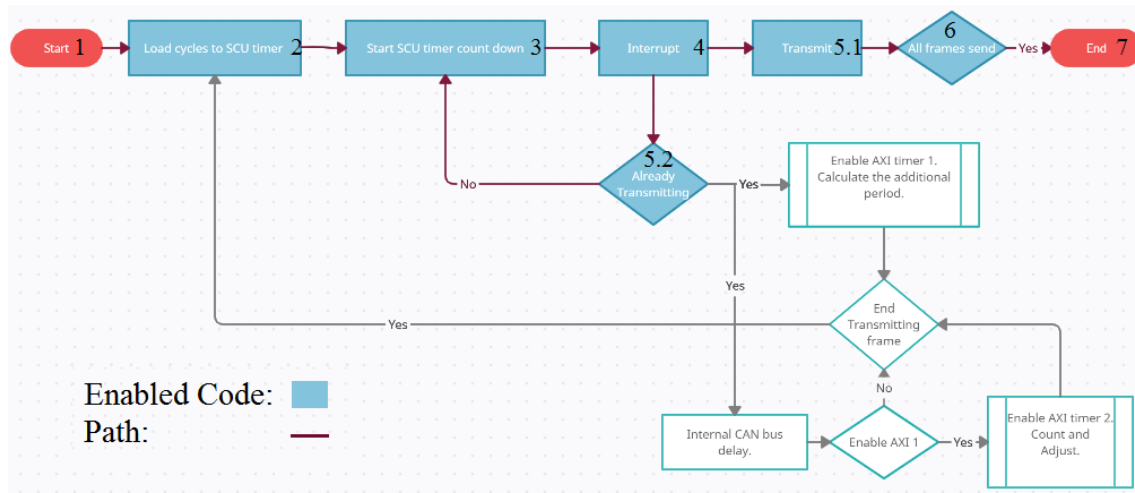 Start 1
Load cycles to SCU timer 2
Start SCU timer count down 3
Interrupt 4
Transmit 5.1
6
All frames send
Yes
End 7
5.2
Already
Transmitting
No
Yes
Enable AXI timer 1.
Calculate the additional
period.
Yes
End
Transmitting
frame
Yes
No
Internal CAN bus
delay.
Enable AXI 1
Yes
Enable AXI timer 2.
Count and
Adjust.
Enabled Code:
Path: